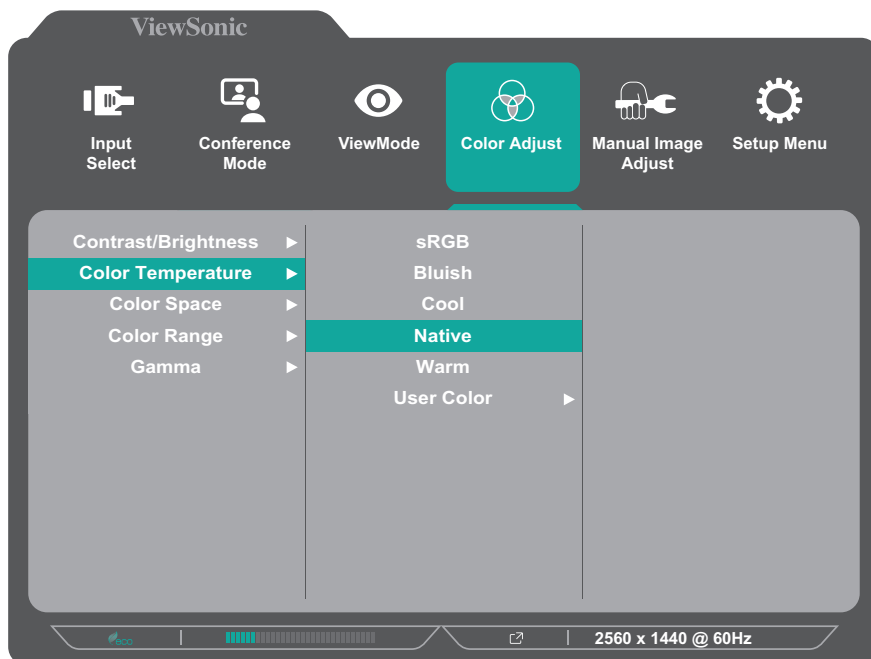 ViewSonic
Input
Select
Conference
Mode
ViewMode
Color Adjust
Manual Image
Adjust
Setup Menu
Contrast/Brightness
Color Temperature
Color Space
Color Range
Gamma
sRGB
Bluish
Cool
Native
Warm
User Color
ECO
2560 x 1440 @ 60Hz